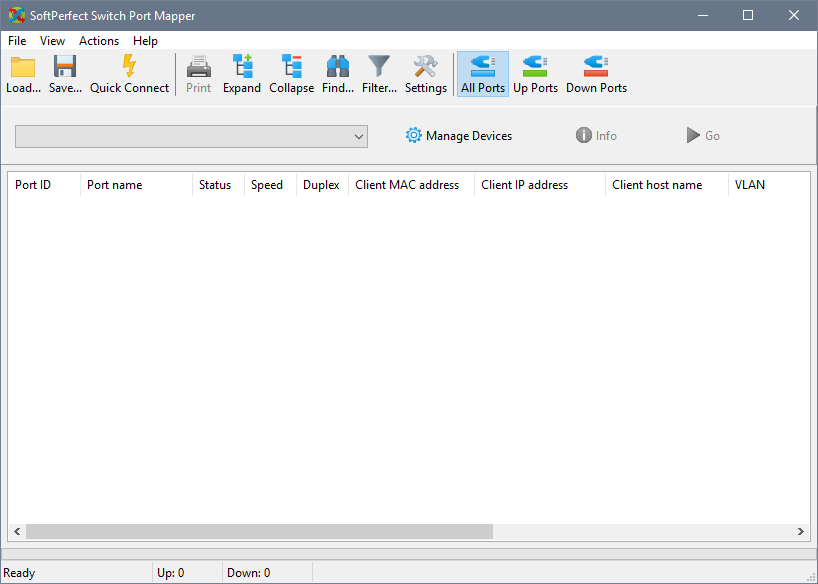 SoftPerfect Switch Port Mapper
File View Actions Help
Load... Save... Quick Connect Print Expand Collapse Find... Filter... Settings All Ports Up Ports Down Ports
Manage Devices Info Go
Port ID Port name Status Speed Duplex Client MAC address Client IP address Client host name VLAN
Ready Up: 0 Down: 0